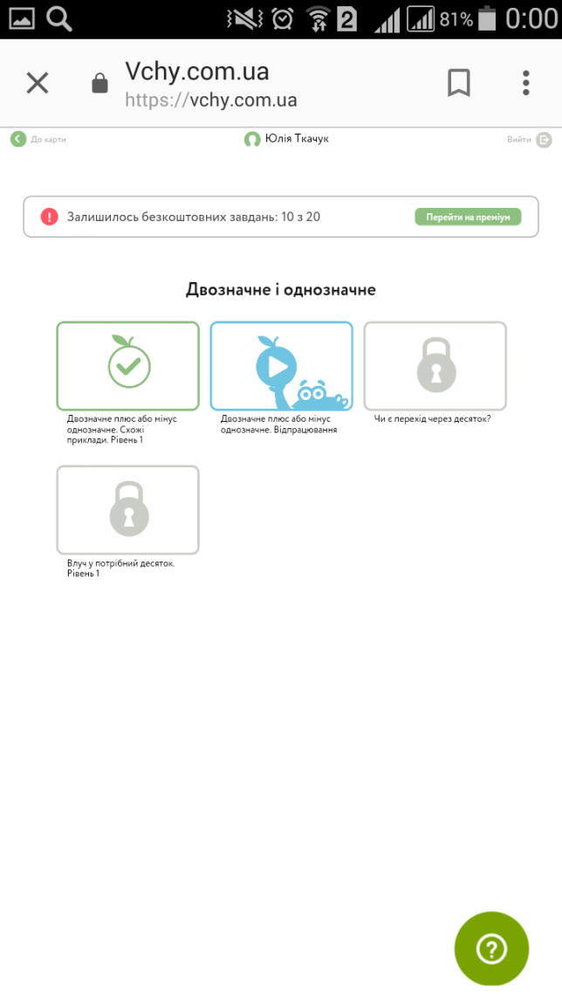 2 81% 0:00
Vchy.com.ua
https://vchy.com.ua
До карти Юлія Ткачук Вийти
! Залишилось безкоштовних завдань: 10 з 20 Перейти на преміум
Двозначне і однозначне
Двозначне плюс або мінус
однозначне. Схожі
приклади. Рівень 1
Двозначне плюс або мінус
однозначне. Відпрацювання
Чи є перехід через десяток?
Влуч у потрібний десяток.
Рівень 1
?